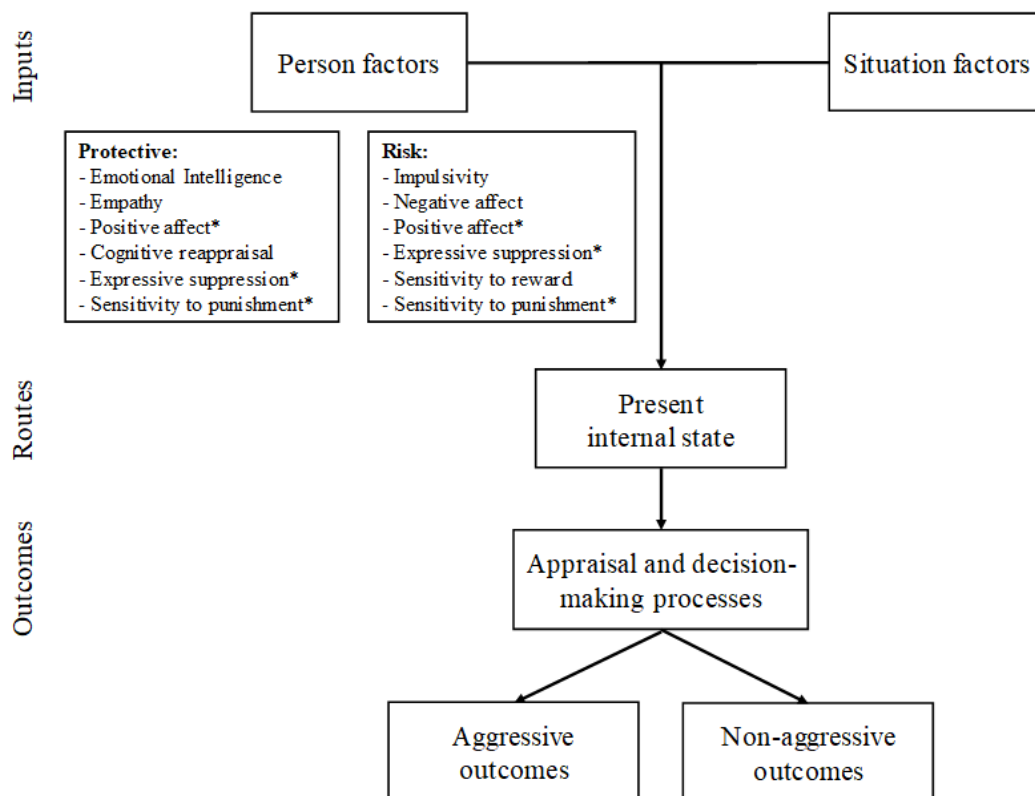 Inputs
Person factors
Situation factors
Protective:
- Emotional Intelligence
- Empathy
- Positive affect*
- Cognitive reappraisal
- Expressive suppression*
- Sensitivity to punishment*
Risk:
- Impulsivity
- Negative affect
- Positive affect*
- Expressive suppression*
- Sensitivity to reward
- Sensitivity to punishment*
Routes
Present
internal state
Outcomes
Appraisal and decision-
making processes
Aggressive
outcomes
Non-aggressive
outcomes